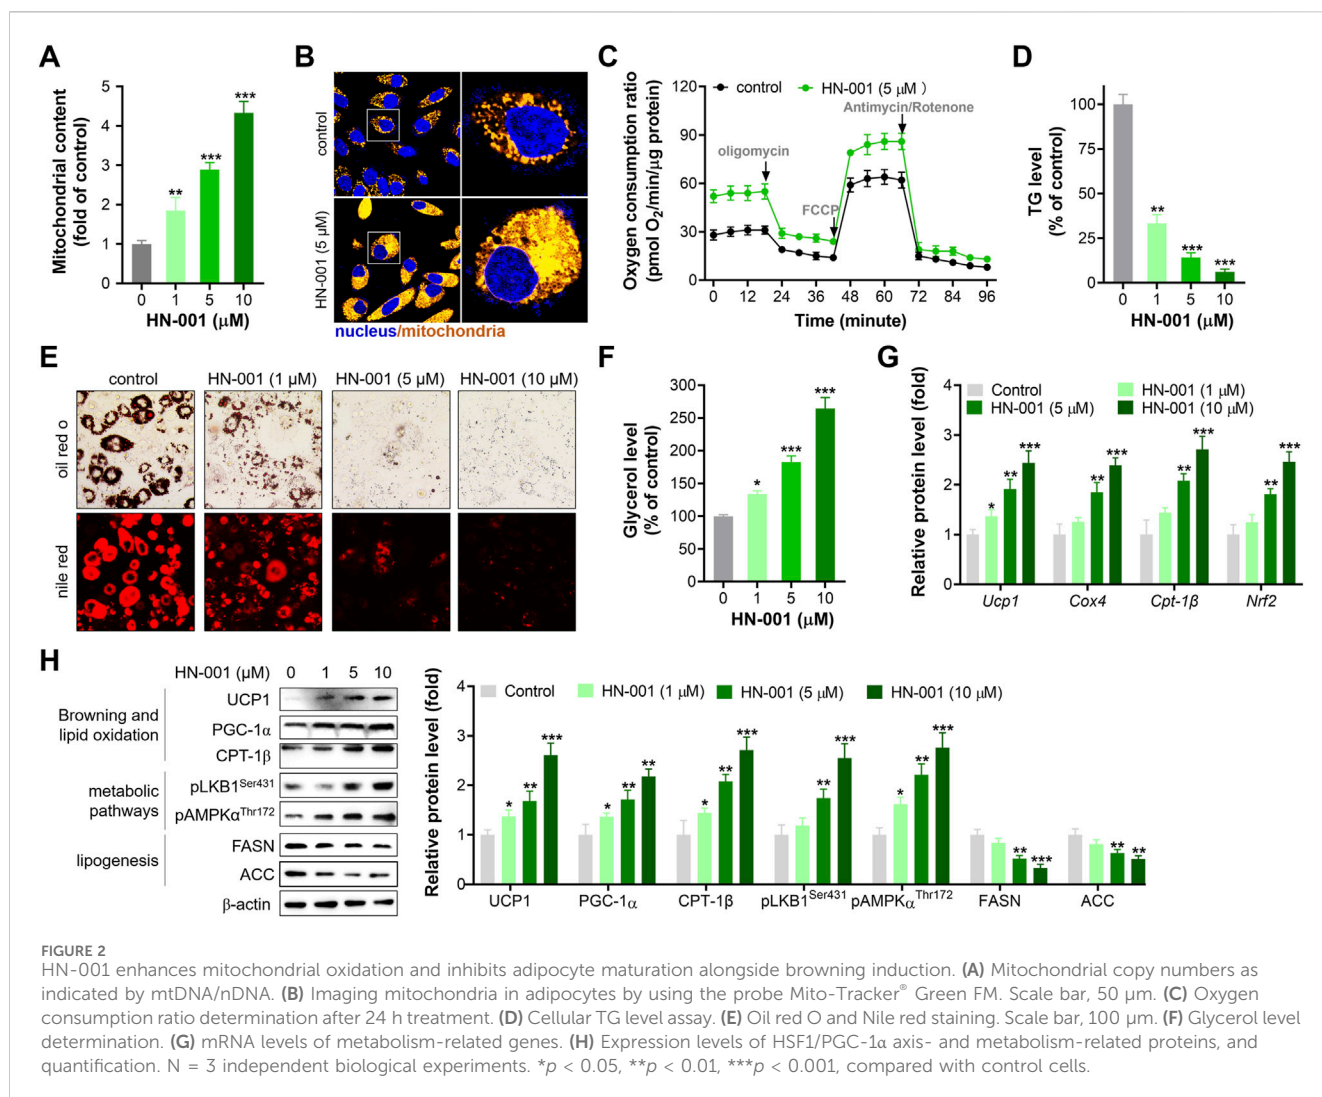 A
Mitochondrial content
(fold of control)
5
4
3
2
1
0
**
***
***
0 1 5 10
HN-001 (μM)
B
control
HN-001 (5 μM)
nucleus/mitochondria
C
control HN-001 (5 μM )
Oxygen consumption ratio
(pmol O2/min/μg protein)
120
90
60
30
0
oligomycin
FCCP
Antimycin/Rotenone
0 12 24 36 48 60 72 84 96
Time (minute)
D
TG level
(% of control)
100
75
50
25
0
**
***
***
0 1 5 10
HN-001 (μM)
E
control HN-001 (1 μM) HN-001 (5 μM) HN-001 (10 μM)
oil red o
nile red
F
Glycerol level
(% of control)
300
250
200
150
100
50
0
*
***
***
0 1 5 10
HN-001 (μM)
G
Relative protein level (fold)
4
3
2
1
0
Control HN-001 (1 μM)
HN-001 (5 μM) HN-001 (10 μM)
* ** *** ** *** ** *** ** ***
Ucp1 Cox4 Cpt-1β Nrf2
H
HN-001 (μM) 0 1 5 10
Browning and
lipid oxidation
UCP1
PGC-1α
CPT-1β
metabolic
pathways
pLKB1Ser431
pAMPKαThr172
lipogenesis
FASN
ACC
β-actin
Relative protein level (fold)
4
3
2
1
0
Control HN-001 (1 μM) HN-001 (5 μM) HN-001 (10 μM)
* ** *** * ** *** * ** *** ** *** * ** *** ** *** ** **
UCP1 PGC-1α CPT-1β pLKB1Ser431 pAMPKαThr172 FASN ACC
FIGURE 2
HN-001 enhances mitochondrial oxidation and inhibits adipocyte maturation alongside browning induction. (A) Mitochondrial copy numbers as
indicated by mtDNA/nDNA. (B) Imaging mitochondria in adipocytes by using the probe Mito-Tracker® Green FM. Scale bar, 50 μm. (C) Oxygen
consumption ratio determination after 24 h treatment. (D) Cellular TG level assay. (E) Oil red O and Nile red staining. Scale bar, 100 μm. (F) Glycerol level
determination. (G) mRNA levels of metabolism-related genes. (H) Expression levels of HSF1/PGC-1α axis- and metabolism-related proteins, and
quantification. N = 3 independent biological experiments. *p < 0.05, **p < 0.01, ***p < 0.001, compared with control cells.